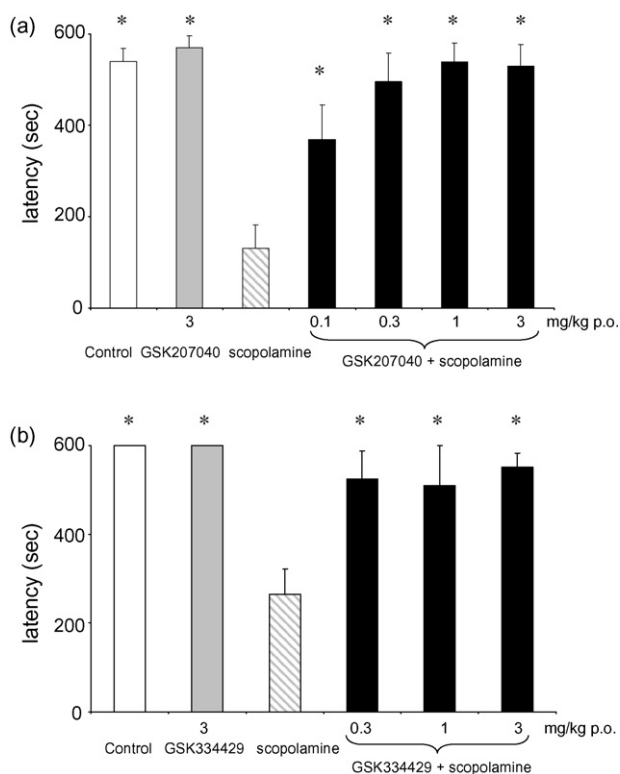 (a)
* * * * * * *
600
400
200
0
latency (sec)
3 0.1 0.3 1 3 mg/kg p.o.
Control GSK207040 scopolamine
GSK207040 + scopolamine
(b)
* * * * *
600
400
200
0
latency (sec)
3 0.3 1 3 mg/kg p.o.
Control GSK334429 scopolamine
GSK334429 + scopolamine